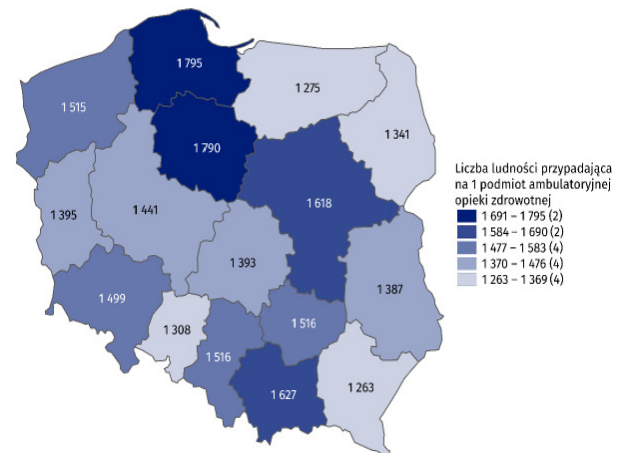 1 795
1 275
1 515
1 341
1 790
1 618
1 395
1 441
1 393
1 387
1 499
1 516
1 308
1 516
1 627
1 263
Liczba ludności przypadająca
na 1 podmiot ambulatoryjnej
opieki zdrowotnej
1 691 – 1 795 (2)
1 584 – 1 690 (2)
1 477 – 1 583 (4)
1 370 – 1 476 (4)
1 263 – 1 369 (4)